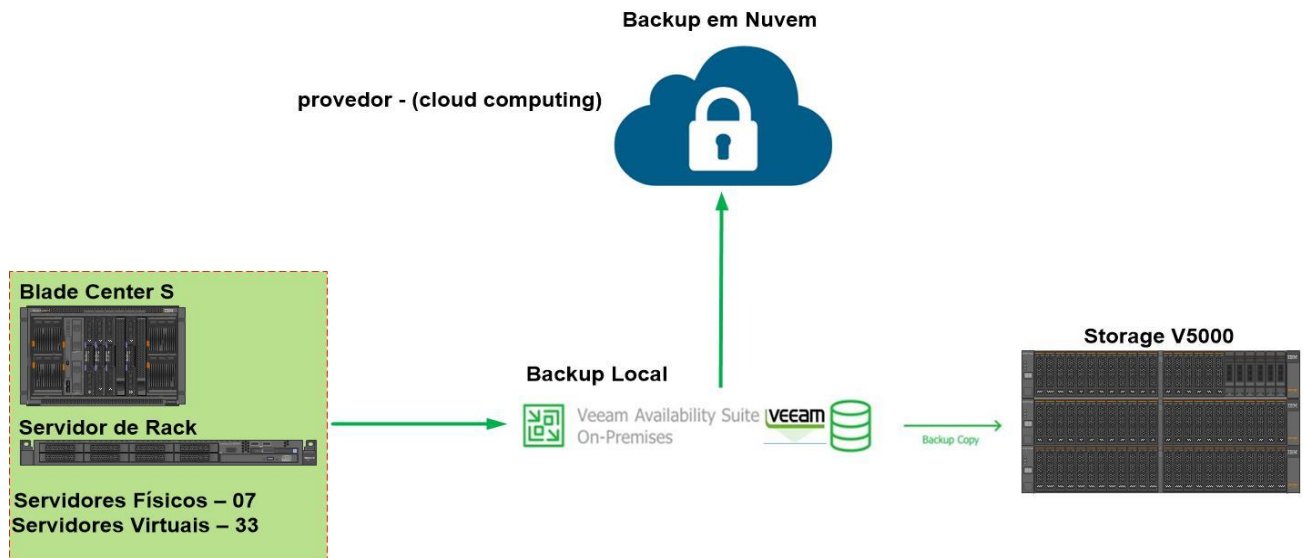 Backup em Nuvem
provedor - (cloud computing)
Blade Center S
Servidor de Rack
Servidores Físicos – 07
Servidores Virtuais – 33
Backup Local
Veeam Availability Suite
On-Premises
veeam
Backup Copy
Storage V5000